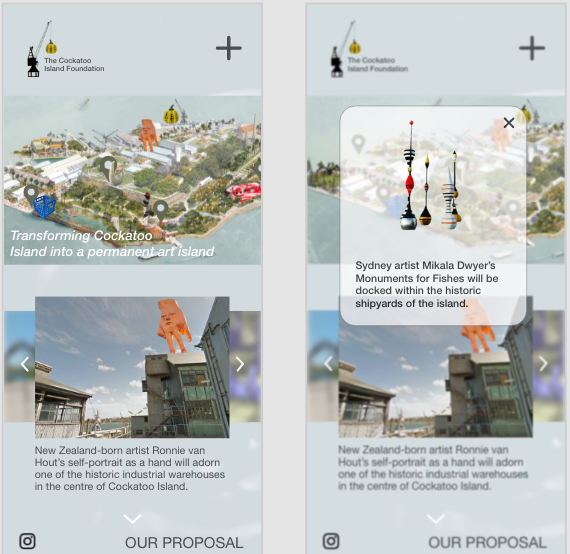 The Cockatoo
Island Foundation
Transforming Cockatoo
Island into a permanent art island
New Zealand-born artist Ronnie van
Hout's self-portrait as a hand will adorn
one of the historic industrial warehouses
in the centre of Cockatoo Island.
OUR PROPOSAL
The Cockatoo
Island Foundation
Sydney artist Mikala Dwyer's
Monuments for Fishes will be
docked within the historic
shipyards of the island.
New Zealand-born artist Ronnie van
Hout's self-portrait as a hand will adorn
one of the historic industrial warehouses
in the centre of Cockatoo Island.
OUR PROPOSAL